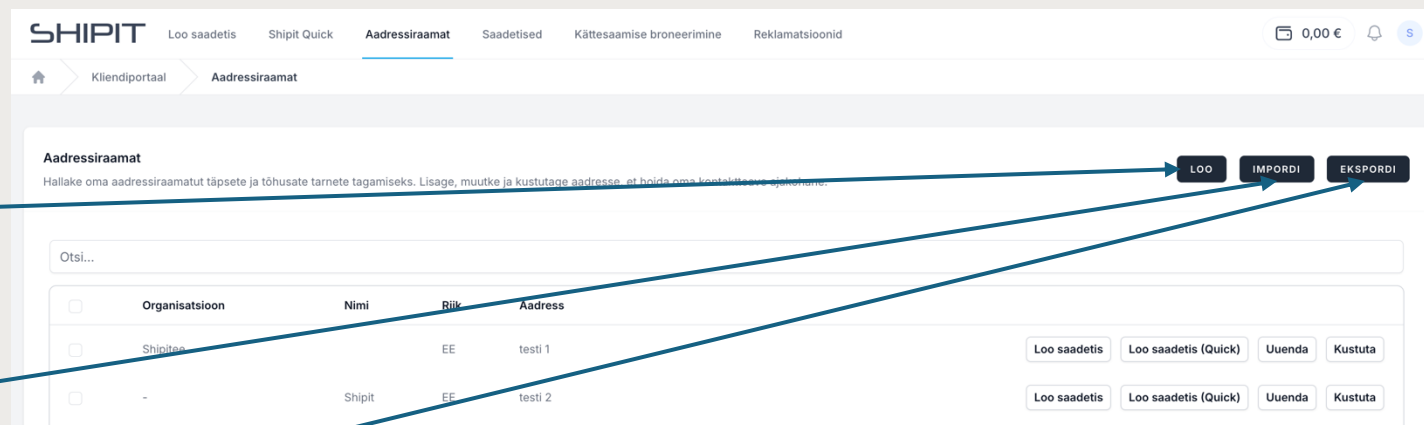 SHIPIT Loo saadetis Shipit Quick Aadressiraamat Saadetised Kättesaamise broneerimine Reklamatsioonid 0,00 € S
Kliendiportaal Aadressiraamat
Aadressiraamat
LOO IMPORDI EKSPORDI
Hallake oma aadressiraamatut täpsete ja tõhusate tarnete tagamiseks. Lisage, muutke ja kustutage aadresse, et hoida oma kontaktteave ajakohane.
Otsi...
Organisatsioon Nimi Riik Aadress
Shipitee EE testi 1 Loo saadetis Loo saadetis (Quick) Uuenda Kustuta
- Shipit EE testi 2 Loo saadetis Loo saadetis (Quick) Uuenda Kustuta